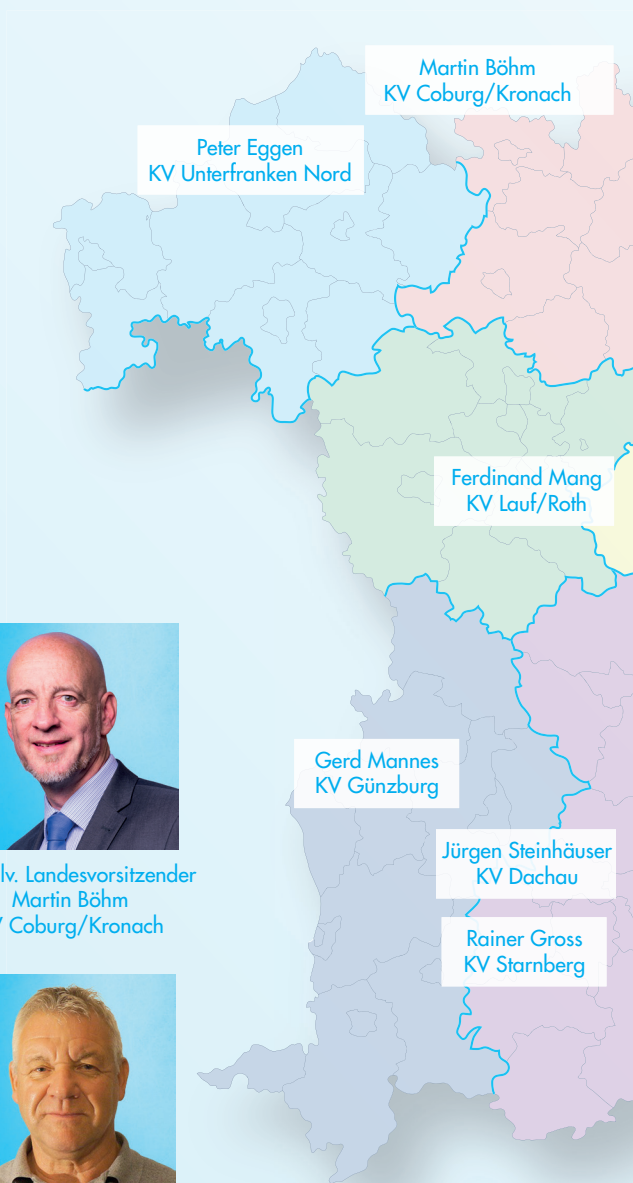 Martin Böhm
KV Coburg/Kronach
Peter Eggen
KV Unterfranken Nord
Ferdinand Mang
KV Lauf/Roth
Gerd Mannes
KV Günzburg
Jürgen Steinhäuser
KV Dachau
Rainer Gross
KV Starnberg
lv. Landesvorsitzender
Martin Böhm
Coburg/Kronach